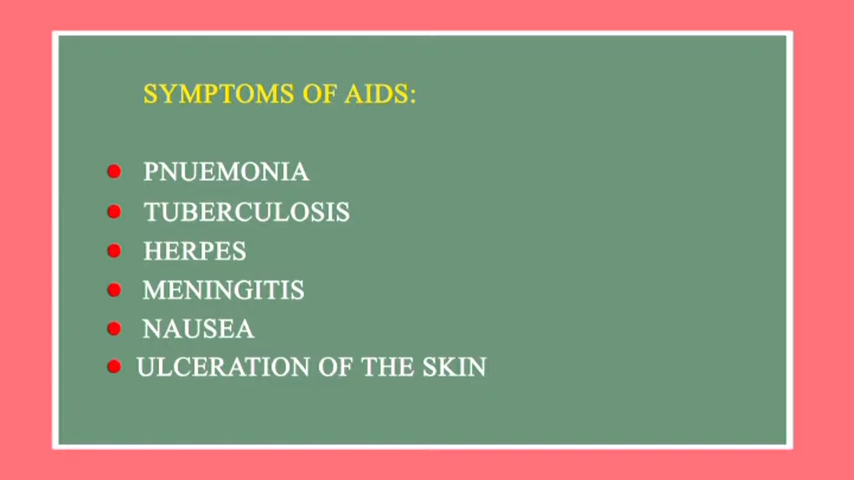 SYMPTOMS OF AIDS:
PNUEMONIA
TUBERCULOSIS
HERPES
MENINGITIS
NAUSEA
ULCERATION OF THE SKIN